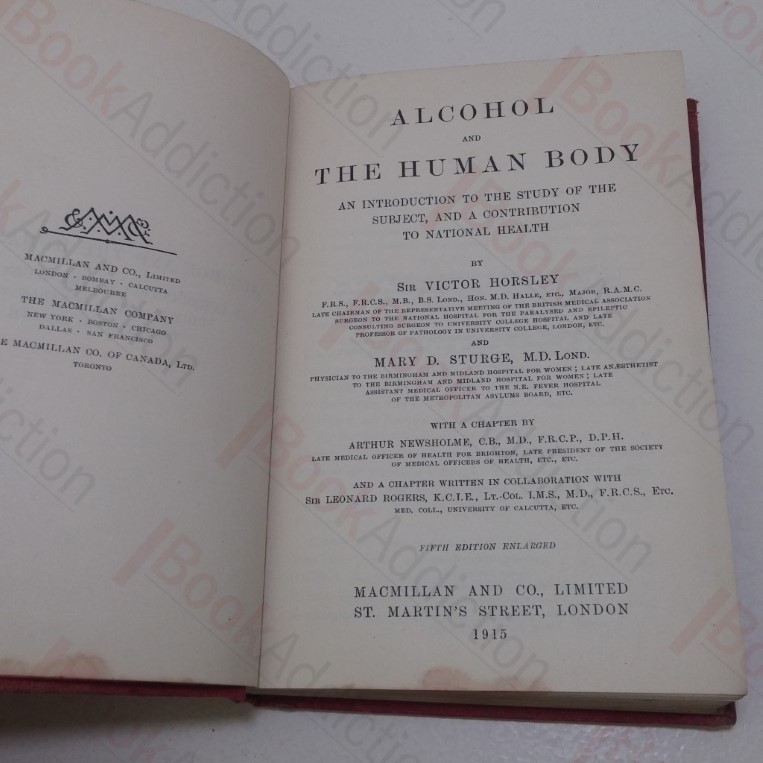 MACMILLAN AND CO., LIMITED
LONDON · BOMBAY · CALCUTTA
MELBOURNE
THE MACMILLAN COMPANY
NEW YORK · BOSTON · CHICAGO
DALLAS · SAN FRANCISCO
E MACMILLAN CO. OF CANADA, LTD.
TORONTO
ALCOHOL
AND
THE HUMAN BODY
AN INTRODUCTION TO THE STUDY OF THE
SUBJECT, AND A CONTRIBUTION
TO NATIONAL HEALTH
BY
SIR VICTOR HORSLEY
F.R.S., F.R.C.S., M.B., B.S. LOND., HON. M.D. HALLE, ETC., MAJOR, R.A.M.C.
LATE CHAIRMAN OF THE REPRESENTATIVE MEETING OF THE BRITISH MEDICAL ASSOCIATION
SURGEON TO THE NATIONAL HOSPITAL FOR THE PARALYSED AND EPILEPTIC
CONSULTING SURGEON TO UNIVERSITY COLLEGE HOSPITAL AND LATE
PROFESSOR OF PATHOLOGY IN UNIVERSITY COLLEGE, LONDON, ETC.
AND
MARY D. STURGE, M.D. LOND.
PHYSICIAN TO THE BIRMINGHAM AND MIDLAND HOSPITAL FOR WOMEN; LATE ANÆSTHETIST
TO THE BIRMINGHAM AND MIDLAND HOSPITAL FOR WOMEN; LATE
ASSISTANT MEDICAL OFFICER TO THE N.E. FEVER HOSPITAL
OF THE METROPOLITAN ASYLUMS BOARD, ETC.
WITH A CHAPTER BY
ARTHUR NEWSHOLME, C.B., M.D., F.R.C.P., D.P.H.
LATE MEDICAL OFFICER OF HEALTH FOR BRIGHTON, LATE PRESIDENT OF THE SOCIETY
OF MEDICAL OFFICERS OF HEALTH, ETC., ETC.
AND A CHAPTER WRITTEN IN COLLABORATION WITH
SIR LEONARD ROGERS, K.C.I.E., LT.-COL. I.M.S., M.D., F.R.C.S., ETC.
MED. COLL., UNIVERSITY OF CALCUTTA, ETC.
FIFTH EDITION ENLARGED
MACMILLAN AND CO., LIMITED
ST. MARTIN'S STREET, LONDON
1915
BookAddiction